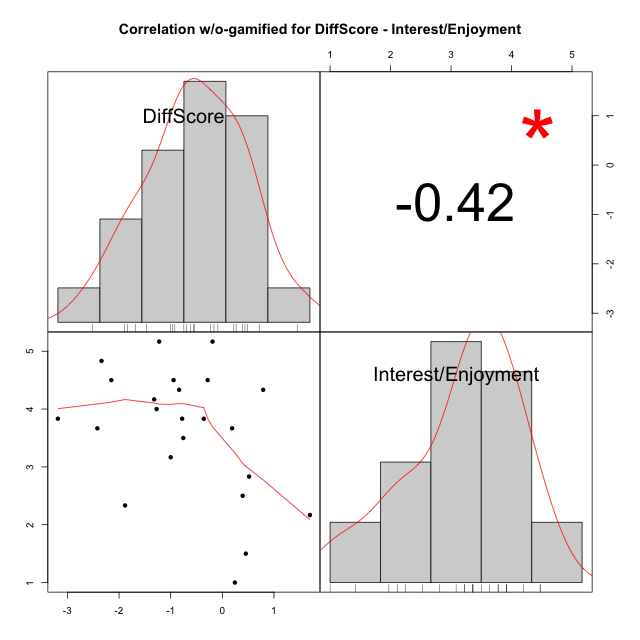 Correlation w/o-gamified for DiffScore - Interest/Enjoyment
1 2 3 4 5
DiffScore
*
-0.42
1
0
-1
-2
-3
5
4
3
2
1
Interest/Enjoyment
-3 -2 -1 0 1